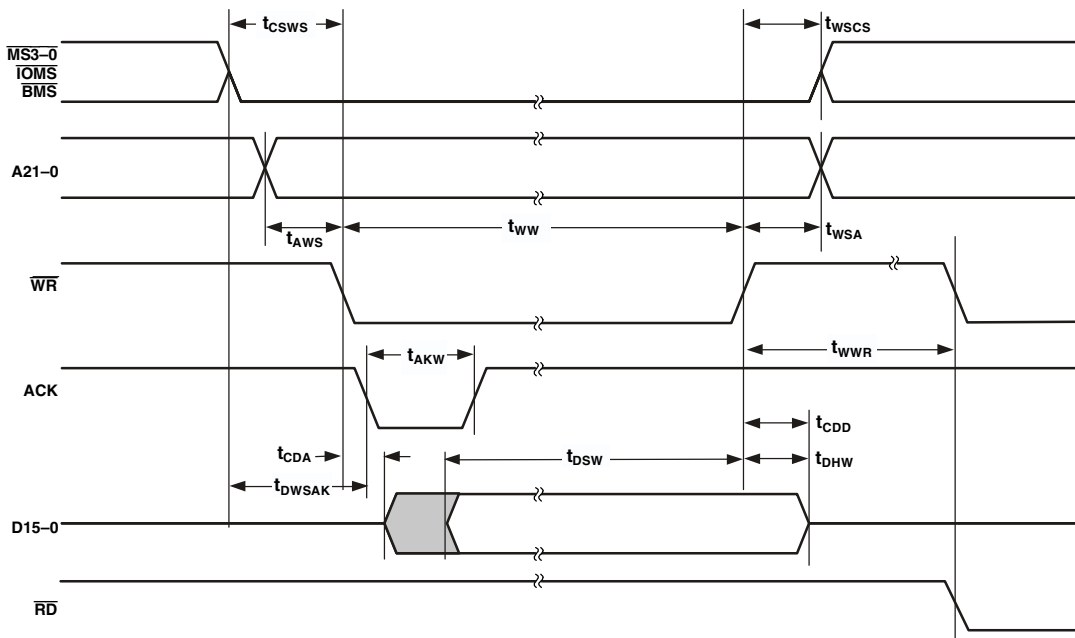 tCSWS
tWSCS
MS3–0
IOMS
BMS
A21–0
tAWS
tWW
tWSA
WR
tAKW
tWWR
ACK
tCDD
tCDA
tDSW
tDHW
tDWSAK
D15–0
RD